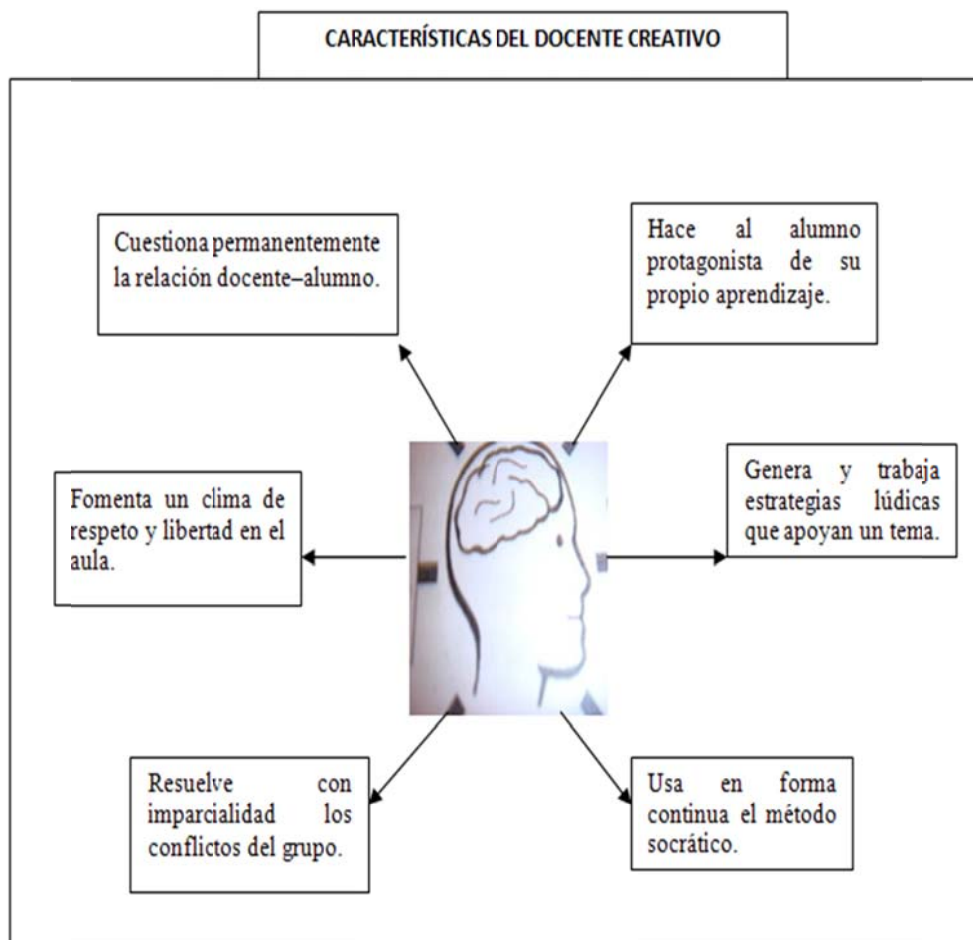 CARACTERÍSTICAS DEL DOCENTE CREATIVO
Cuestiona permanentemente
la relación docente–alumno.
Hace al alumno
protagonista de su
propio aprendizaje.
Fomenta un clima de
respeto y libertad en el
aula.
Genera y trabaja
estrategias lúdicas
que apoyan un tema.
Resuelve con
imparcialidad los
conflictos del grupo.
Usa en forma
continua el método
socrático.